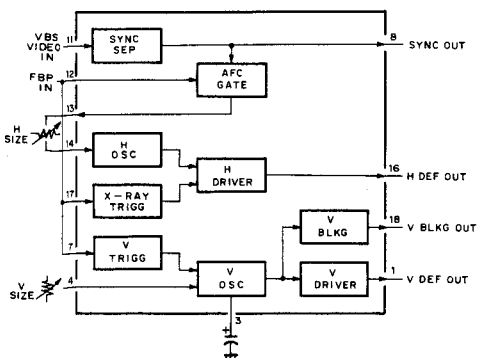 VBS
VIDEO
IN
11
SYNC
SEP
8
SYNC OUT
FBP
IN
12
AFC
GATE
13
H
SIZE
14
H
OSC
H
DRIVER
16
H DEF OUT
17
X-RAY
TRIGG
V
BLKG
18
V BLKG OUT
7
V
TRIGG
V
SIZE
4
V
OSC
V
DRIVER
1
V DEF OUT
3
+